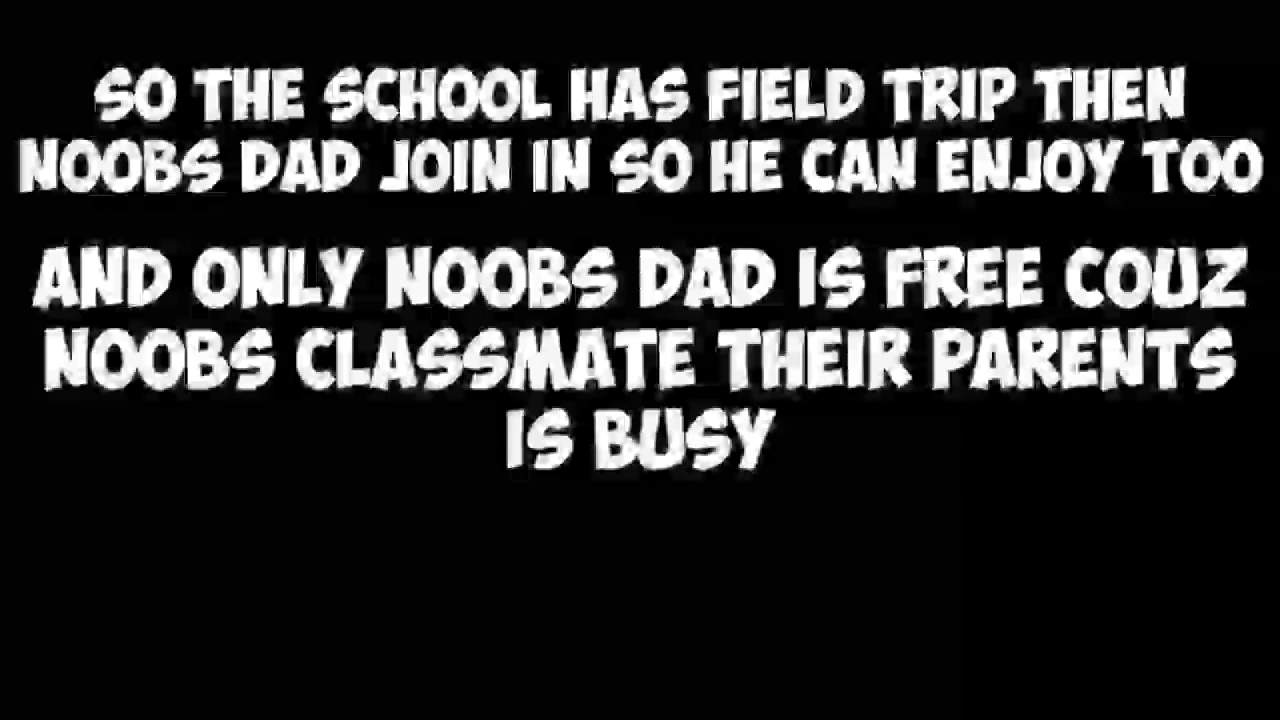 SO THE SCHOOL HAS FIELD TRIP THEN
NOOBS DAD JOIN IN SO HE CAN ENJOY TOO
AND ONLY NOOBS DAD IS FREE COUZ
NOOBS CLASSMATE THEIR PARENTS
IS BUSY